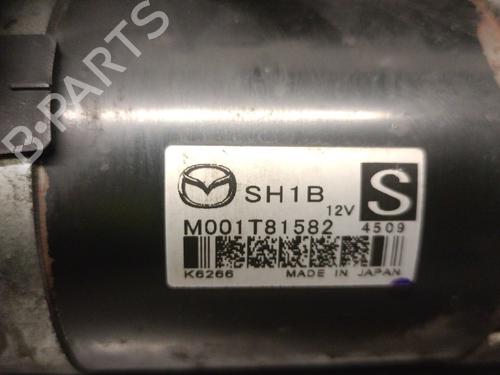 B-PARTS
SH1B
12V
S
M001T81582
4509
K6266
MADE IN JAPAN